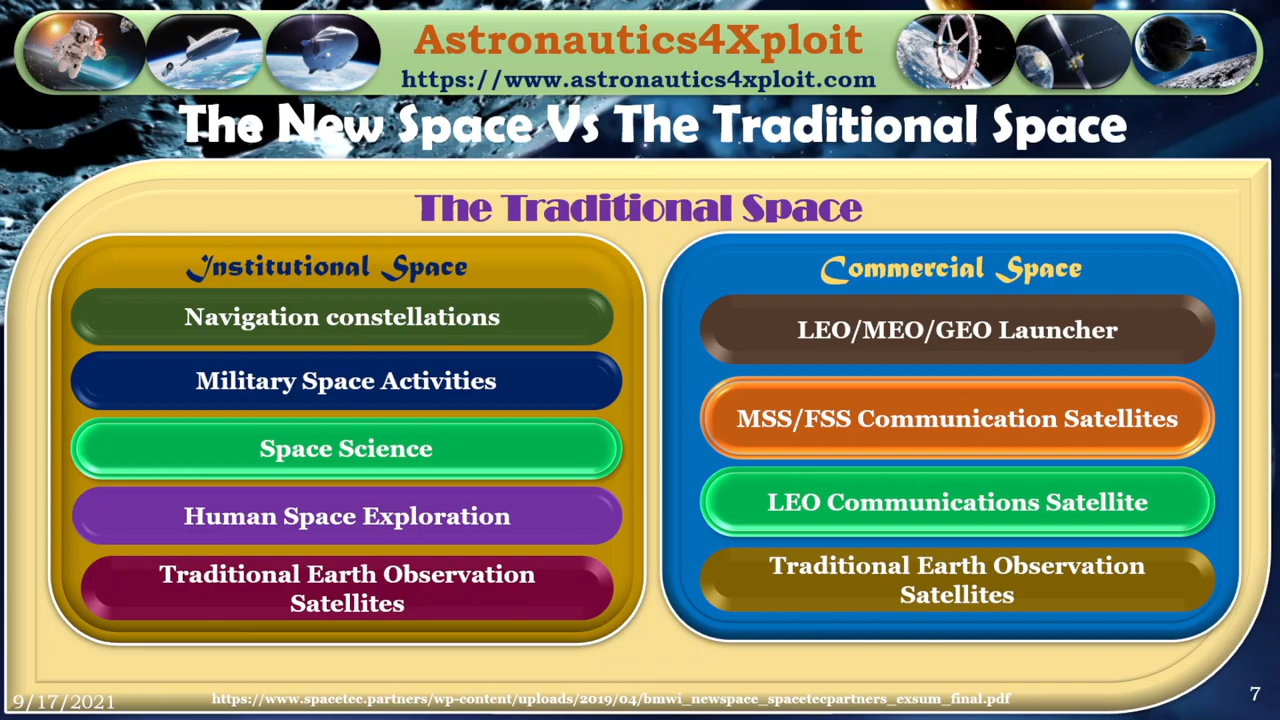 Astronautics4Xploit
https://www.astronautics4xploit.com
The New Space Vs The Traditional Space
The Traditional Space
Institutional Space
Navigation constellations
Military Space Activities
Space Science
Human Space Exploration
Traditional Earth Observation
Satellites
Commercial Space
LEO/MEO/GEO Launcher
MSS/FSS Communication Satellites
LEO Communications Satellite
Traditional Earth Observation
Satellites
9/17/2021
https://www.spacetec.partners/wp-content/uploads/2019/04/bmwi_newspace_spacetecpartners_exsum_final.pdf
7